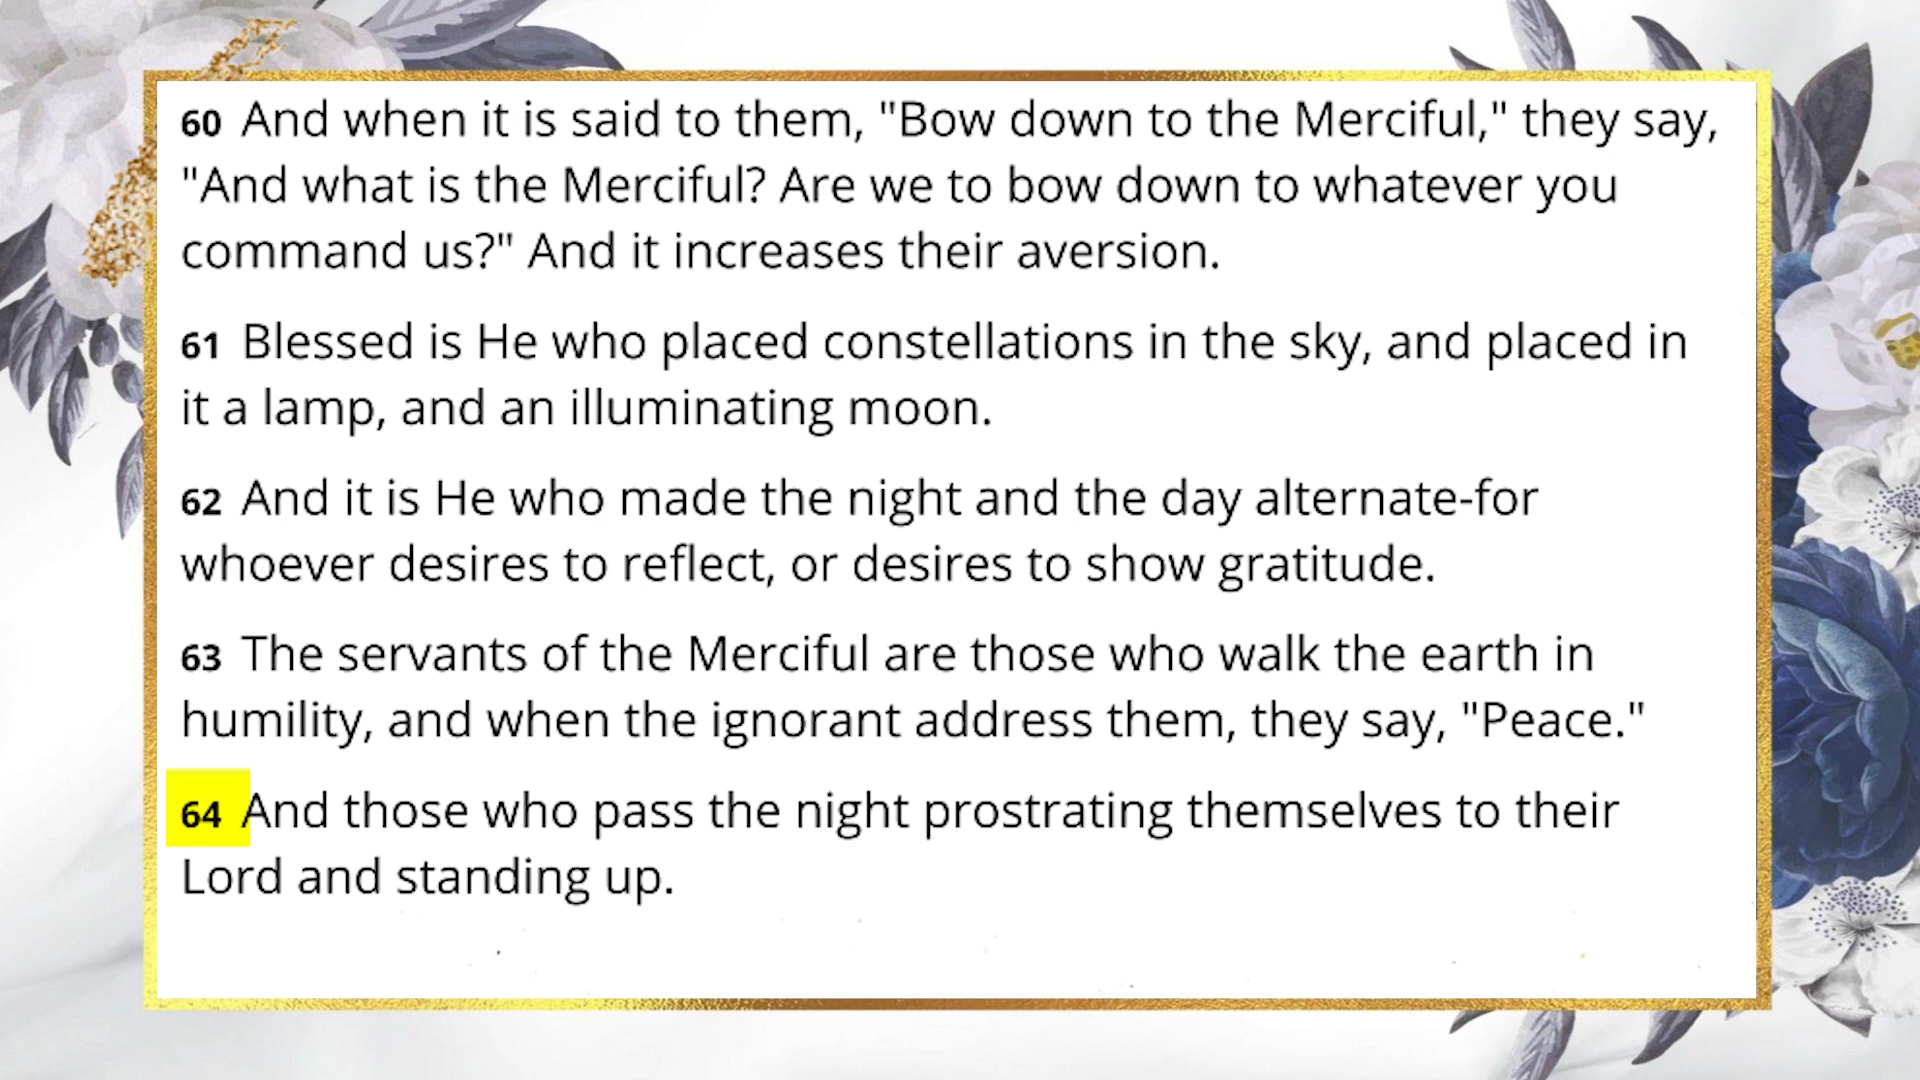 60 And when it is said to them, "Bow down to the Merciful," they say,
"And what is the Merciful? Are we to bow down to whatever you
command us?" And it increases their aversion.
61 Blessed is He who placed constellations in the sky, and placed in
it a lamp, and an illuminating moon.
62 And it is He who made the night and the day alternate-for
whoever desires to reflect, or desires to show gratitude.
63 The servants of the Merciful are those who walk the earth in
humility, and when the ignorant address them, they say, "Peace."
64 And those who pass the night prostrating themselves to their
Lord and standing up.